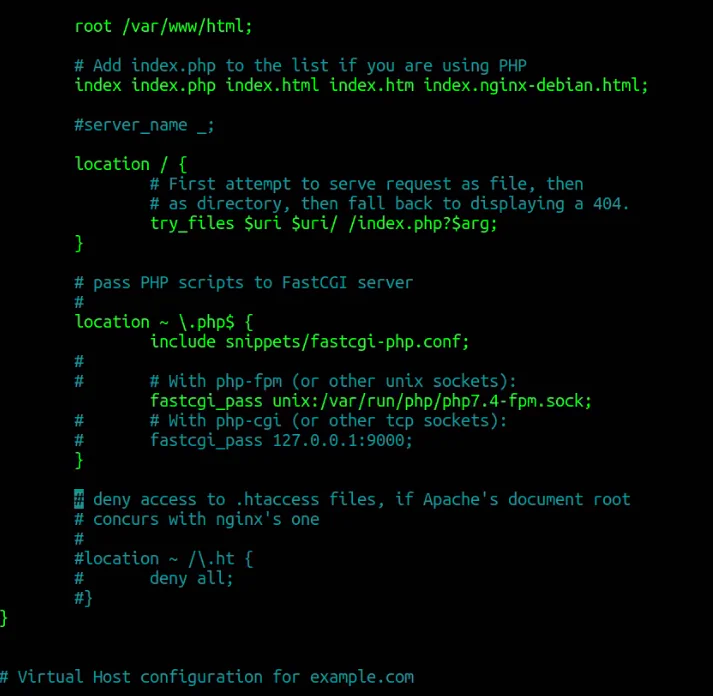 root /var/www/html;
# Add index.php to the list if you are using PHP
index index.php index.html index.htm index.nginx-debian.html;
#server_name _;
location / {
# First attempt to serve request as file, then
# as directory, then fall back to displaying a 404.
try_files $uri $uri/ /index.php?$arg;
}
# pass PHP scripts to FastCGI server
#
location ~ \.php$ {
include snippets/fastcgi-php.conf;
#
# # With php-fpm (or other unix sockets):
fastcgi_pass unix:/var/run/php/php7.4-fpm.sock;
# # With php-cgi (or other tcp sockets):
# fastcgi_pass 127.0.0.1:9000;
}
# deny access to .htaccess files, if Apache's document root
# concurs with nginx's one
#
#location ~ /\.ht {
# deny all;
#}
}
# Virtual Host configuration for example.com